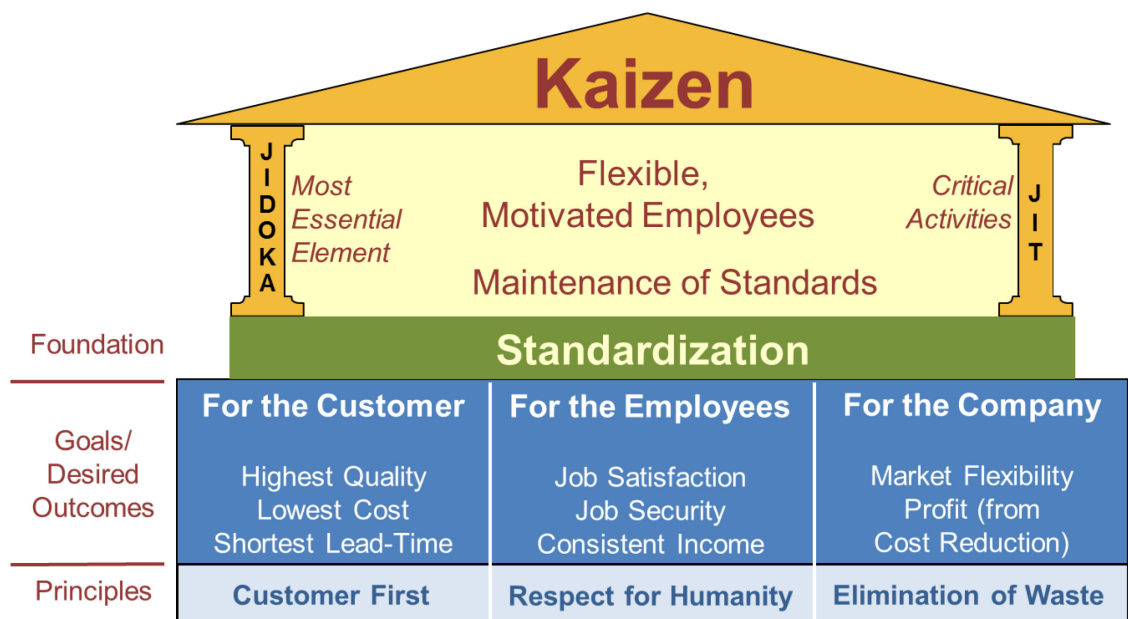 Kaizen
JIDOKA
Most
Essential
Element
Flexible,
Motivated Employees
Maintenance of Standards
Critical
Activities
JIT
Foundation
Standardization
Goals/
Desired
Outcomes
For the Customer
Highest Quality
Lowest Cost
Shortest Lead-Time
For the Employees
Job Satisfaction
Job Security
Consistent Income
For the Company
Market Flexibility
Profit (from
Cost Reduction)
Principles
Customer First
Respect for Humanity
Elimination of Waste